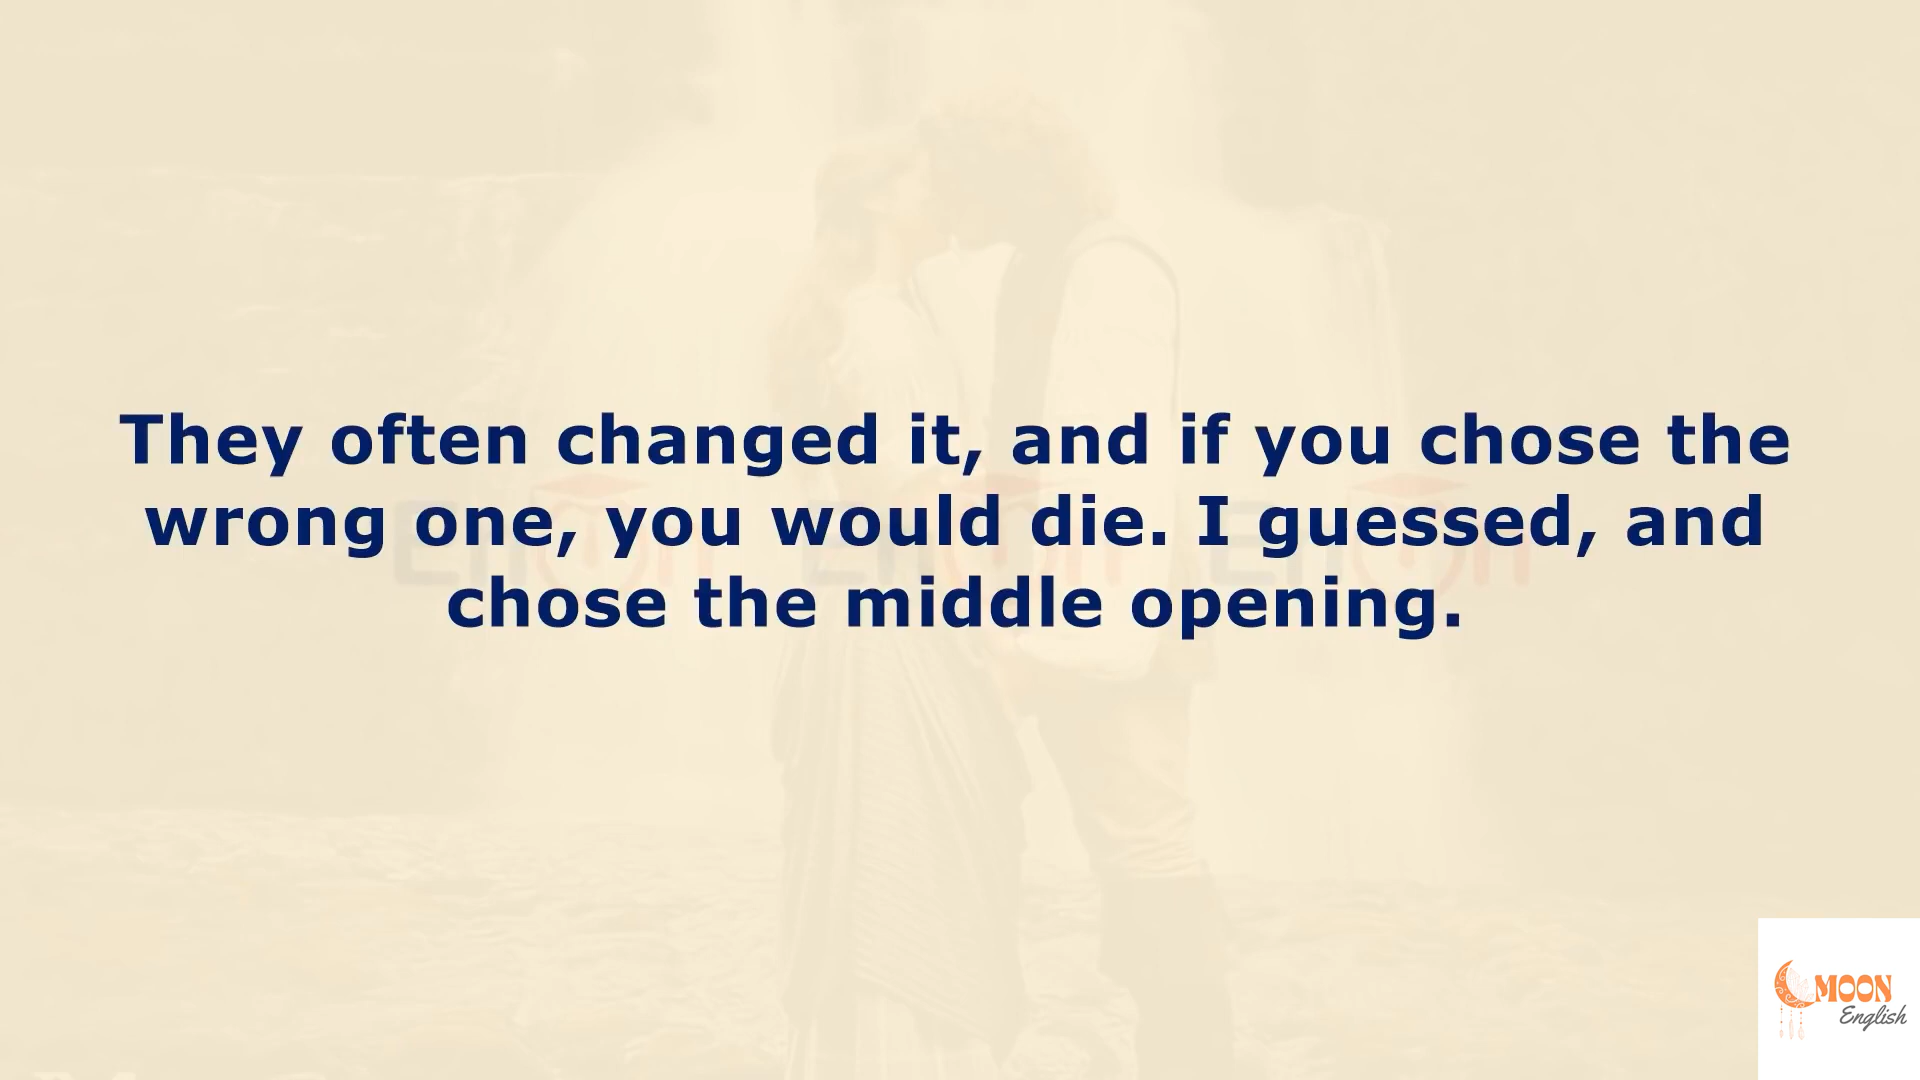 They often changed it, and if you chose the
wrong one, you would die. I guessed, and
chose the middle opening.
MOON
English